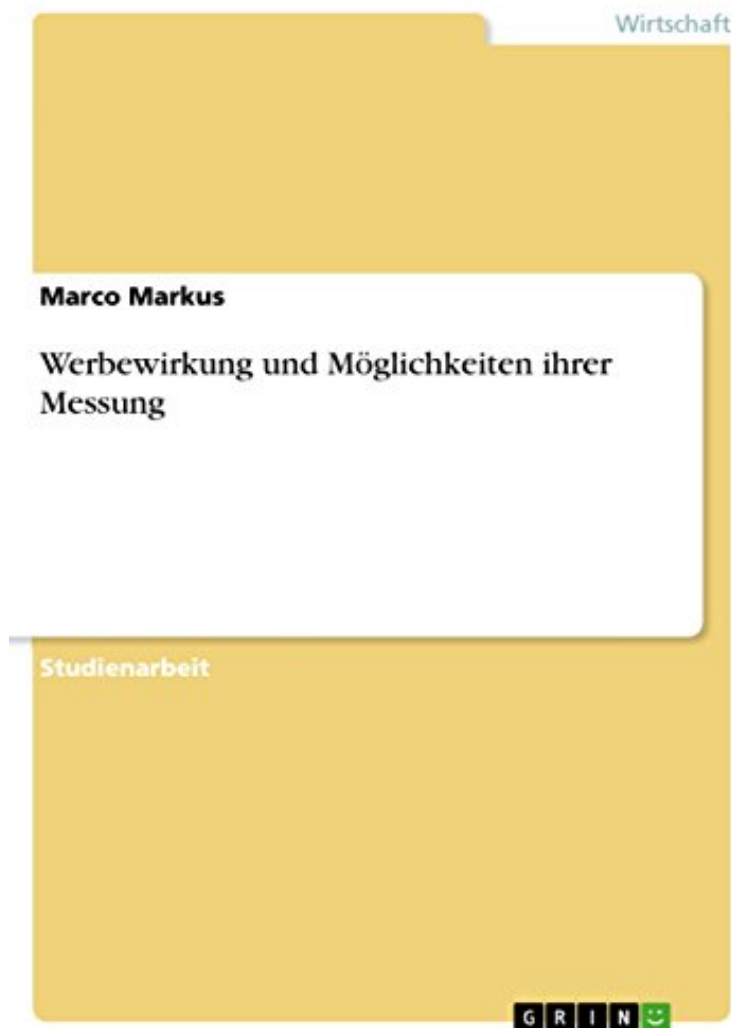 Wirtschaft
Marco Markus
Werbewirkung und Möglichkeiten ihrer
Messung
Studienarbeit
GRIN